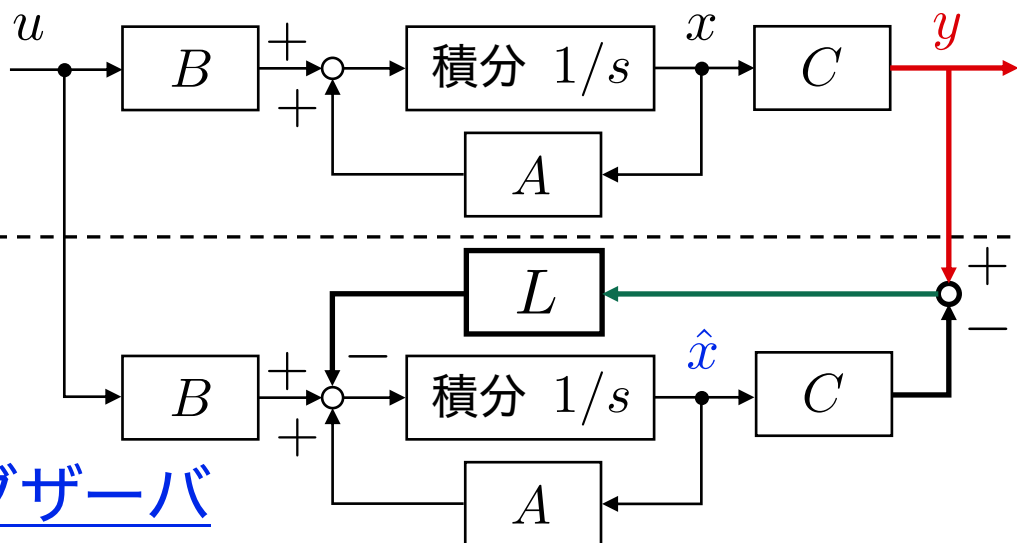 u B + + 積分 1/s x C y
A
L
B + + − 積分 1/s x̂ C + −
A
ザーバ